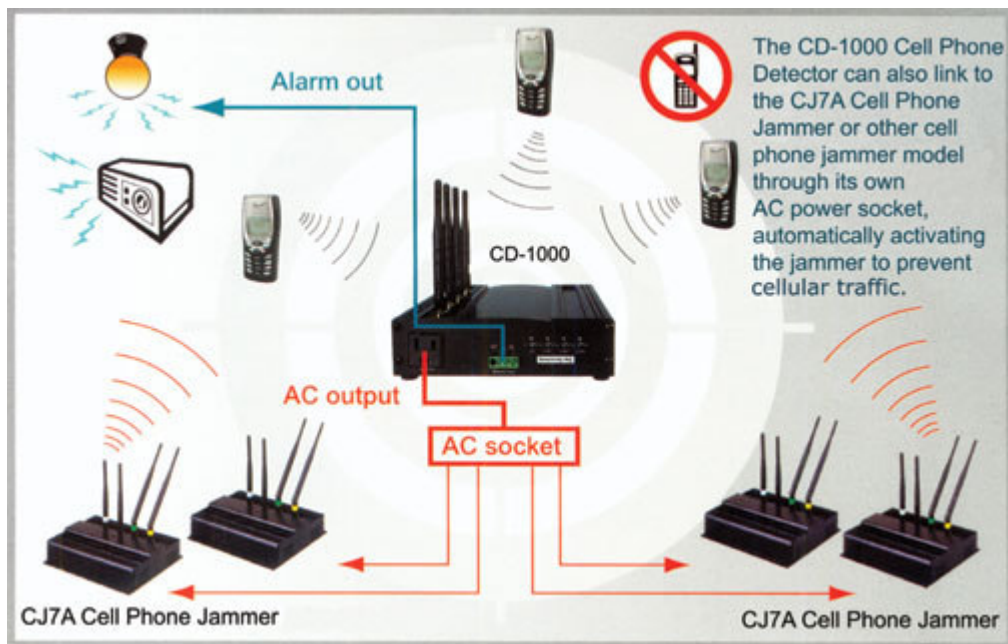 Alarm out
The CD-1000 Cell Phone
Detector can also link to
the CJ7A Cell Phone
Jammer or other cell
phone jammer model
through its own
AC power socket,
automatically activating
the jammer to prevent
cellular traffic.
CD-1000
AC output
AC socket
CJ7A Cell Phone Jammer
CJ7A Cell Phone Jammer